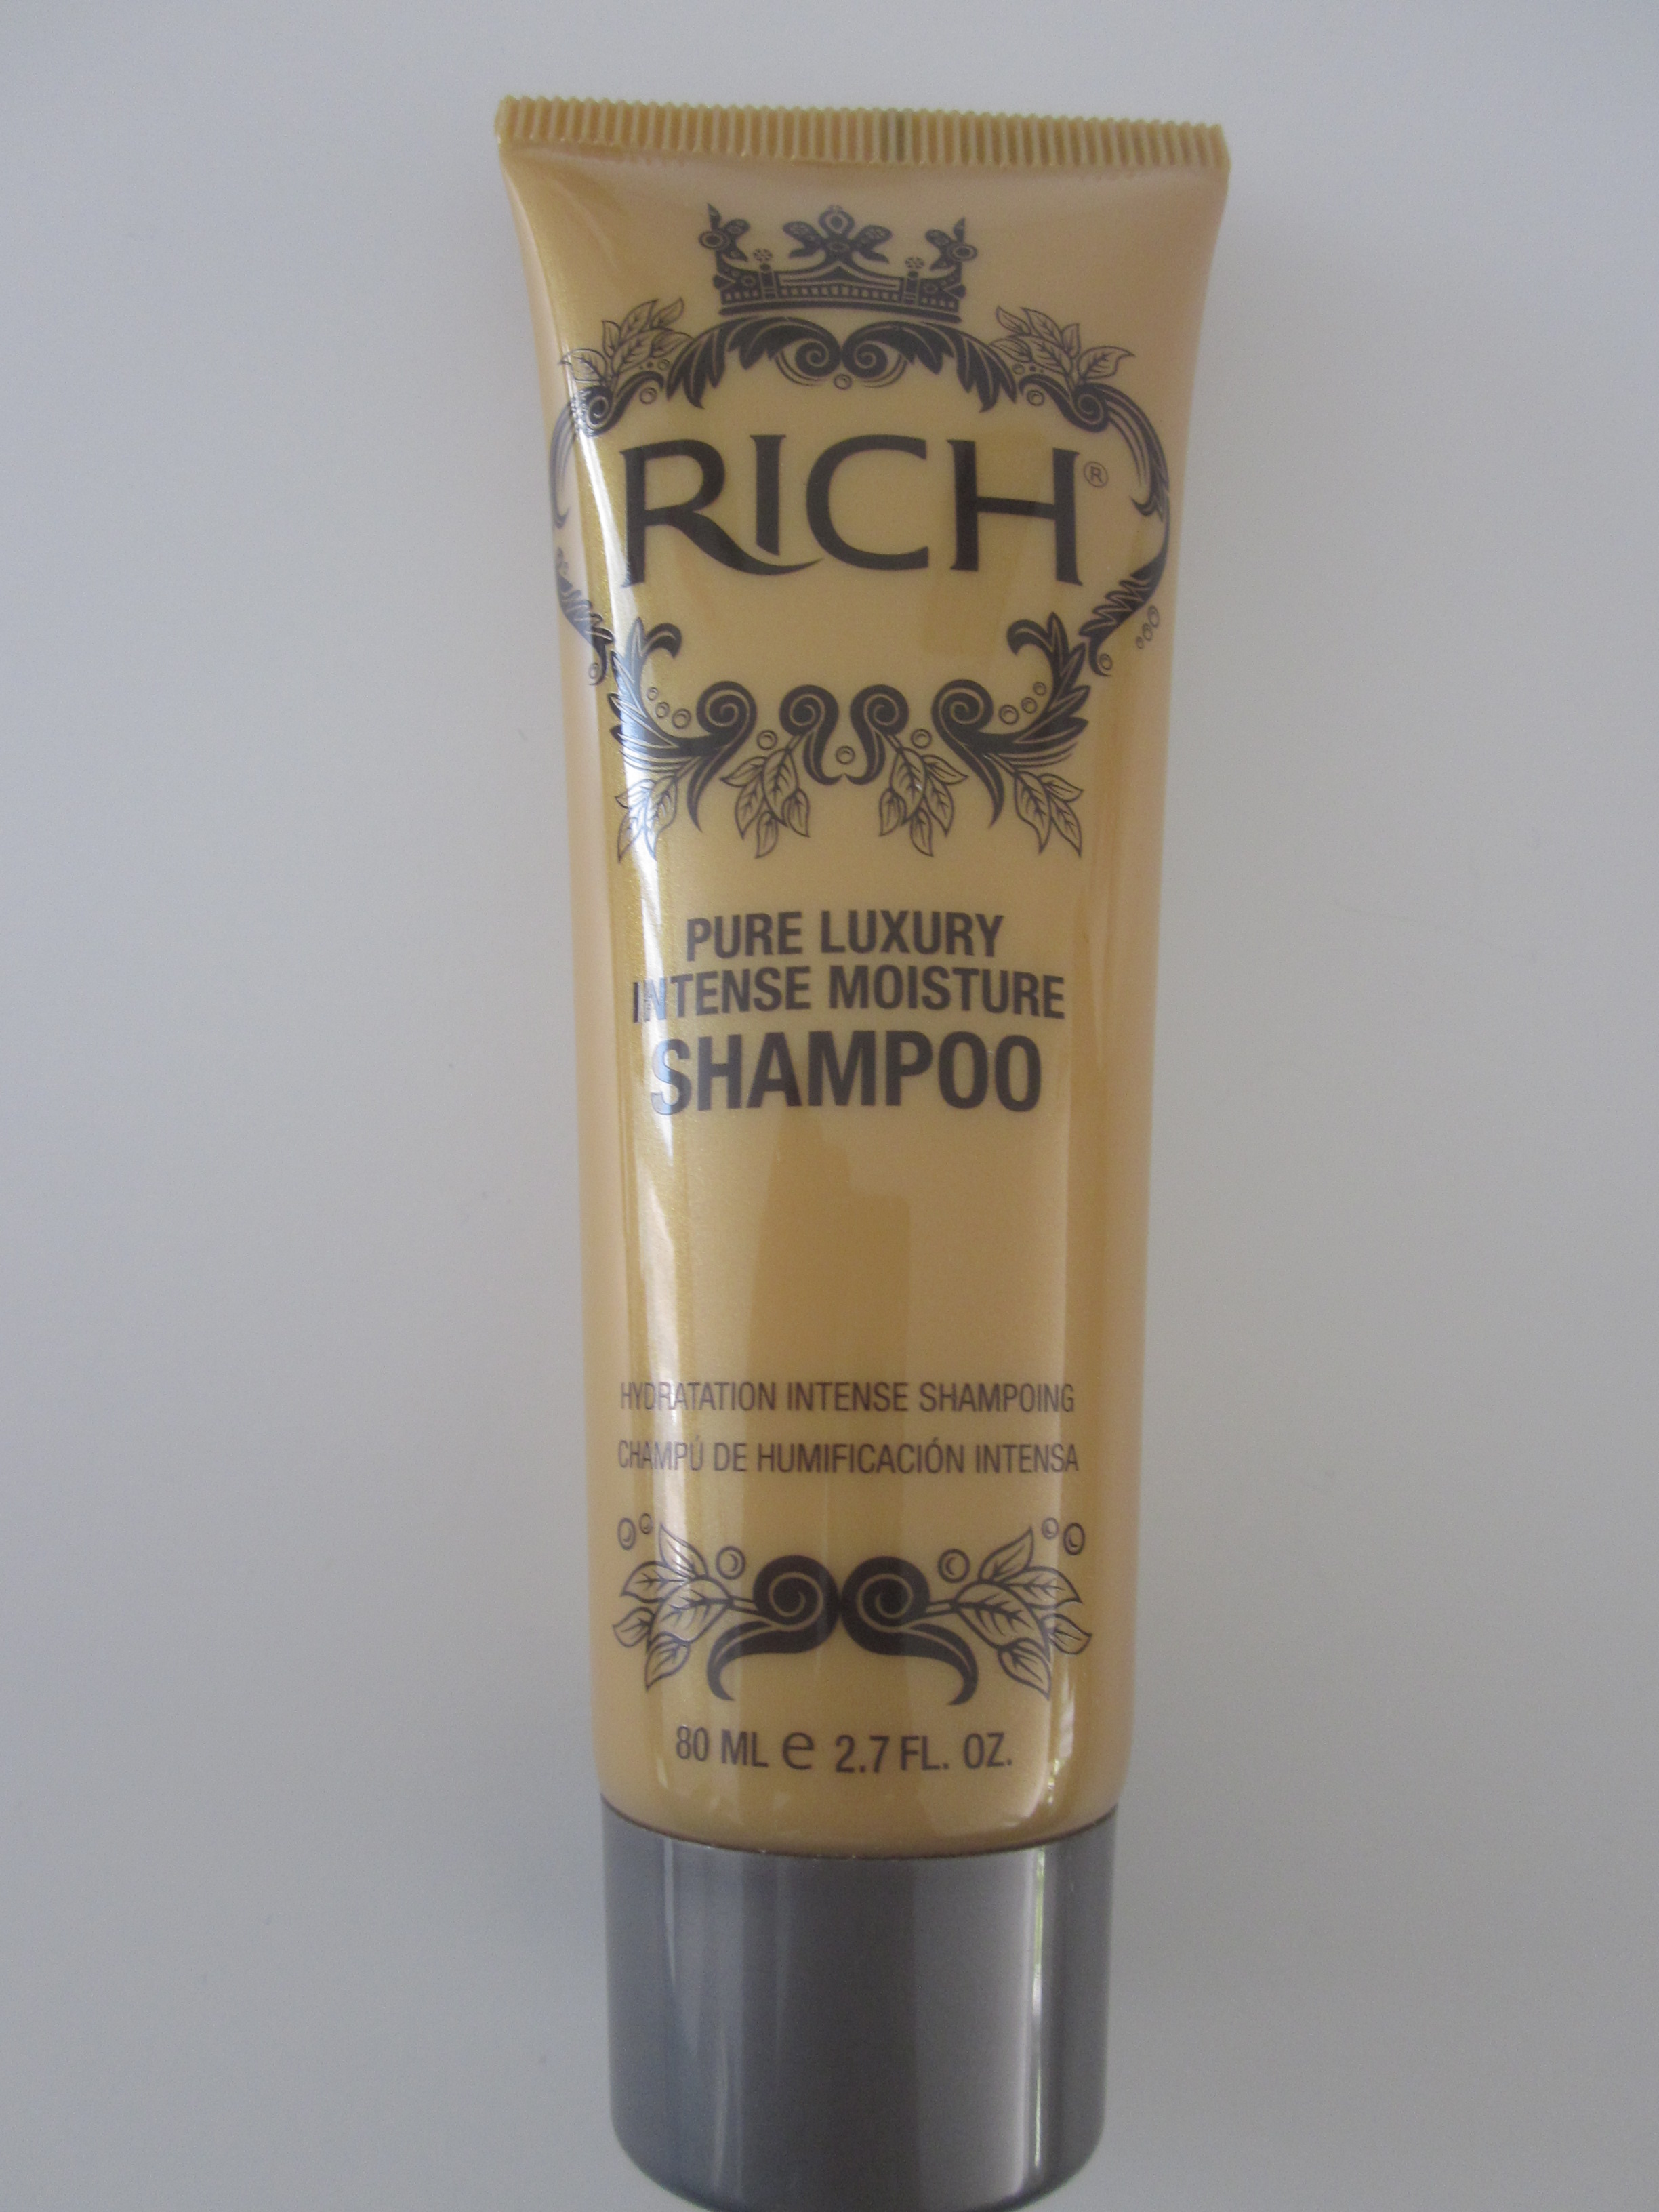 RICH®
PURE LUXURY
INTENSE MOISTURE
SHAMPOO
HYDRATATION INTENSE SHAMPOING
CHAMPÚ DE HUMIFICACIÓN INTENSA
80 ML e 2.7 FL. OZ.